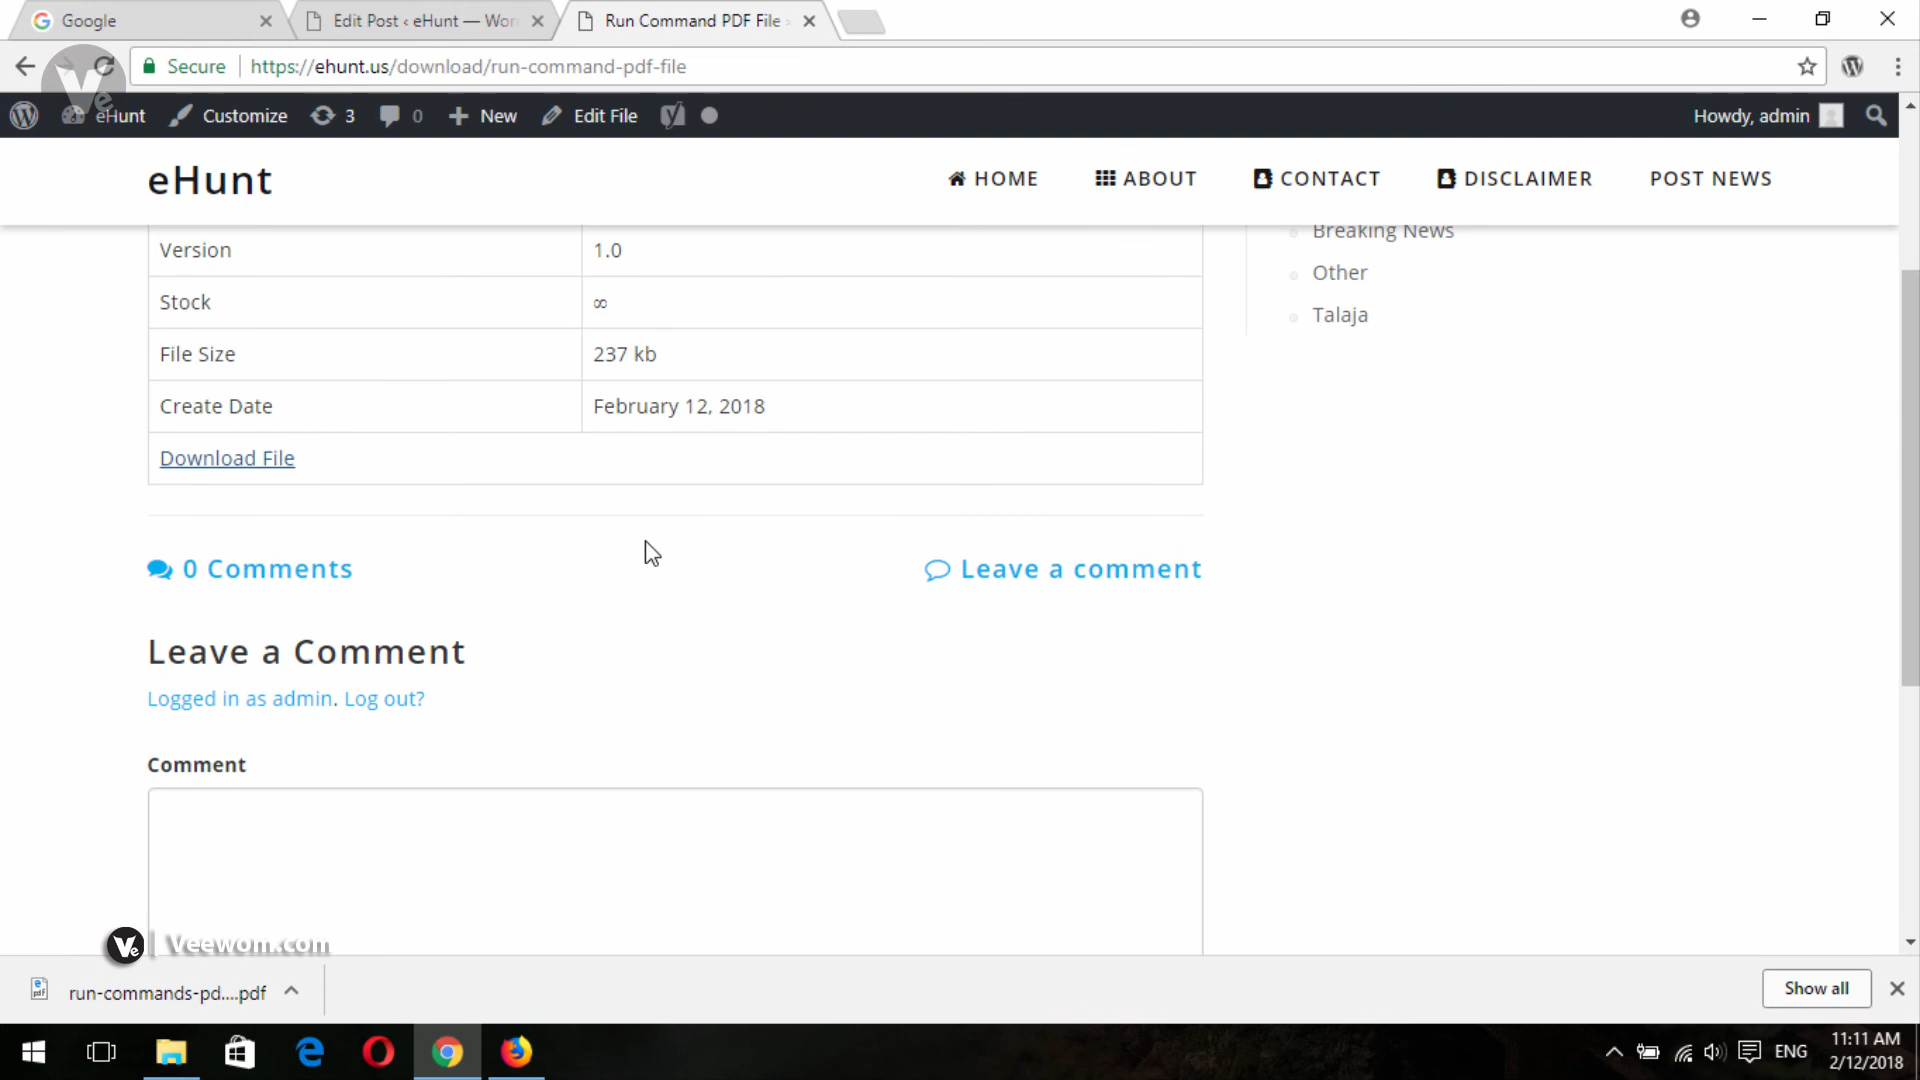 Google
Edit Post ‹ eHunt — Wor
Run Command PDF File
Secure
https://ehunt.us/download/run-command-pdf-file
Ve
eHunt
Customize
3
0
New
Edit File
Howdy, admin
eHunt
HOME
ABOUT
CONTACT
DISCLAIMER
POST NEWS
Version
1.0
Breaking News
Stock
∞
Other
Talaja
File Size
237 kb
Create Date
February 12, 2018
Download File
0 Comments
Leave a comment
Leave a Comment
Logged in as admin. Log out?
Comment
Ve
Veewom.com
run-commands-pd....pdf
Show all
ENG
11:11 AM
2/12/2018